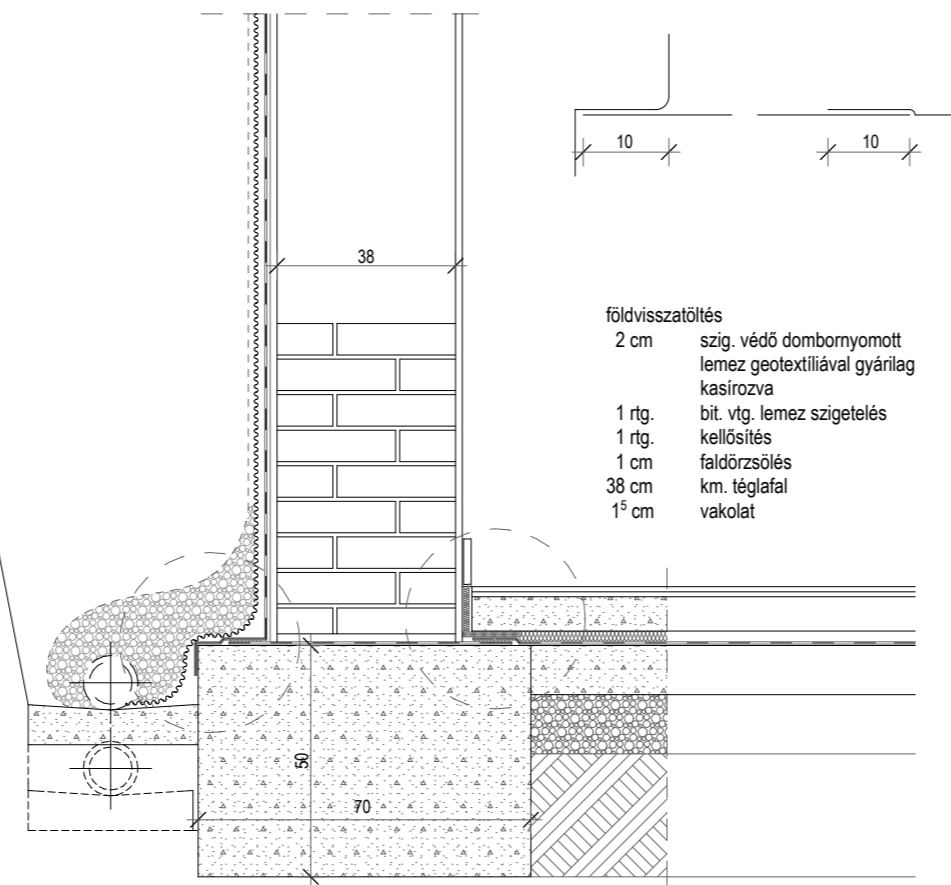 10
10
38
földvisszatöltés
2 cm szig. védő dombornyomott
lemez geotextíliával gyárilag
kasírozva
1 rtg. bit. vtg. lemez szigetelés
1 rtg. kellősítés
1 cm faldörzsölés
38 cm km. téglafal
1⁵ cm vakolat
50
70